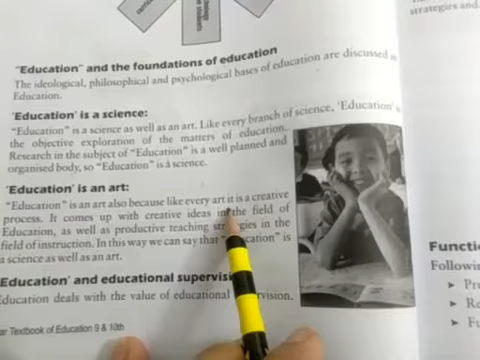 strategies and
"Education" and the foundations of education
The ideological, philosophical and psychological bases of education are discussed in
Education.
'Education' is a science:
"Education" is a science as well as an art. Like every branch of science, 'Education'
the objective exploration of the matters of education.
Research in the subject of "Education" is a well planned and
organised body, so "Education" is a science.
'Education' is an art:
"Education" is an art also because like every art it is a creative
process. It comes up with creative ideas in the field of
Education, as well as productive teaching in the
field of instruction. In this way we can say that is
a science as well as an art.
Education' and educational
Education deals with the value of educational
ar Textbook of Education 9 & 10th
Functi
Followin